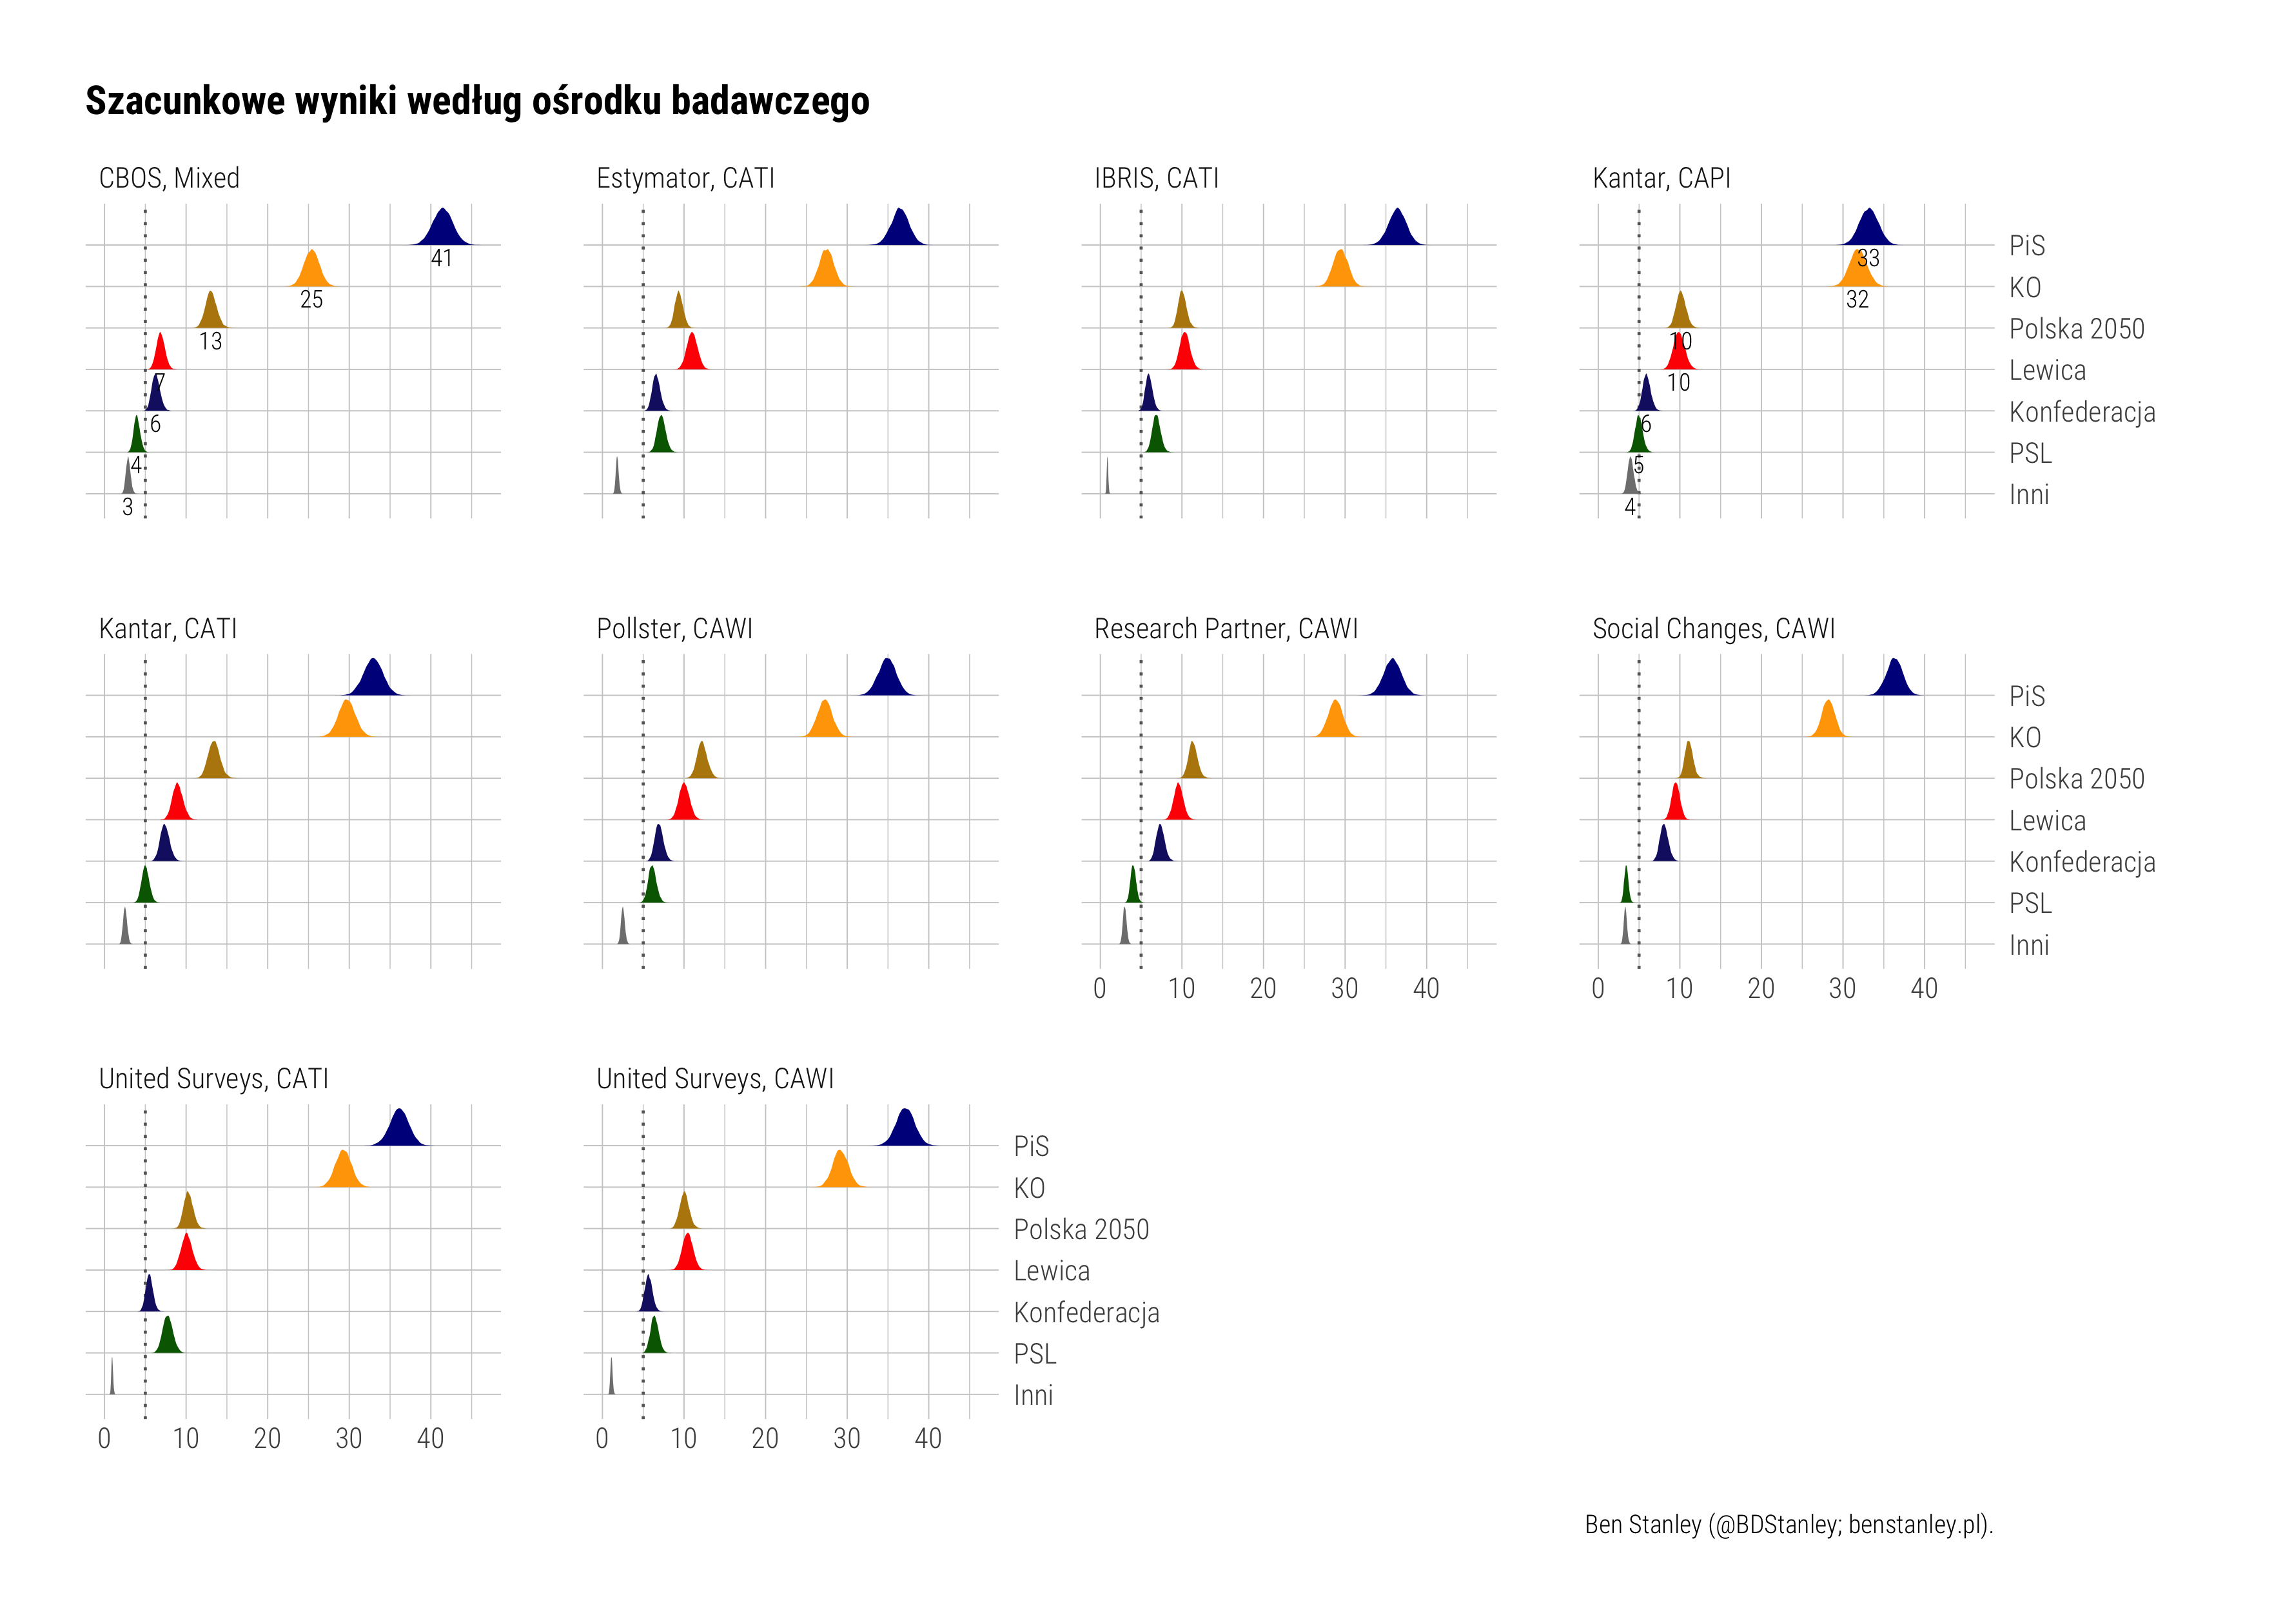 Szacunkowe wyniki według ośrodku badawczego
CBOS, Mixed
41
25
13
7
6
4
3
Estymator, CATI
IBRIS, CATI
Kantar, CAPI
33
32
10
10
6
5
4
PiS
KO
Polska 2050
Lewica
Konfederacja
PSL
Inni
Kantar, CATI
Pollster, CAWI
Research Partner, CAWI
0 10 20 30 40
Social Changes, CAWI
PiS
KO
Polska 2050
Lewica
Konfederacja
PSL
Inni
0 10 20 30 40
United Surveys, CATI
0 10 20 30 40
United Surveys, CAWI
PiS
KO
Polska 2050
Lewica
Konfederacja
PSL
Inni
0 10 20 30 40
Ben Stanley (@BDStanley; benstanley.pl).